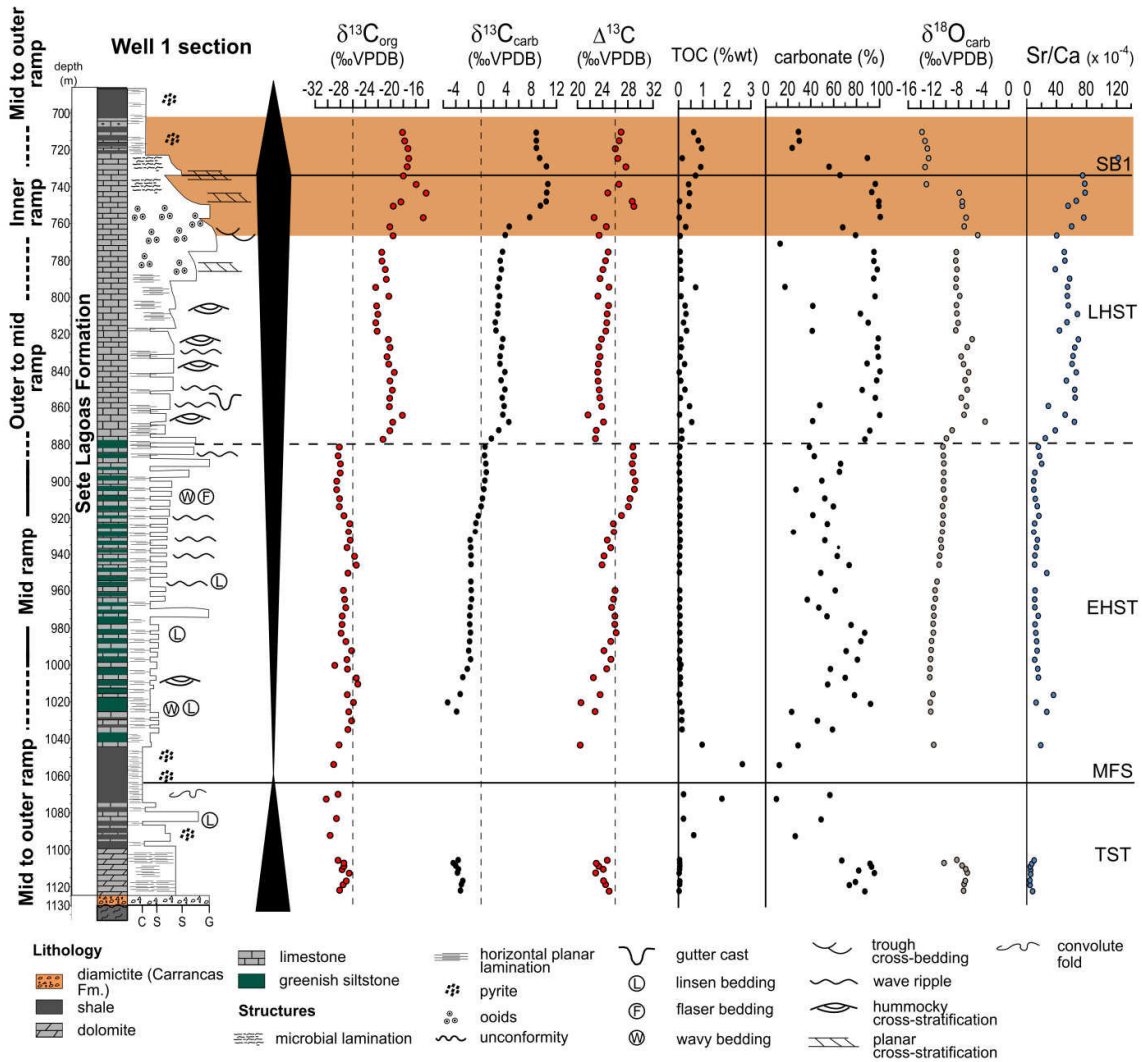 Well 1 section
δ¹³Corg
(‰VPDB)
δ¹³Ccarb
(‰VPDB)
Δ¹³C
(‰VPDB)
TOC (%wt)
carbonate (%)
δ¹⁸Ocarb
(‰VPDB)
Sr/Ca (x 10⁻⁴)
depth
(m)
-32 -28 -24 -20 -16
-4 0 4 8 12
20 24 28 32
0 1 2 3
0 20 40 60 80 100
-16 -12 -8 -4 0
0 40 80 120
700
720
740
760
780
800
820
840
860
880
900
920
940
960
980
1000
1020
1040
1060
1080
1100
1120
1130
Mid to outer ramp
Inner ramp
Outer to mid ramp
Mid ramp
Mid to outer ramp
Sete Lagoas Formation
W F
L
L
W L
L
C S S G
SB1
LHST
EHST
MFS
TST
Lithology
diamictite (Carrancas
Fm.)
shale
dolomite
limestone
greenish siltstone
Structures
microbial lamination
horizontal planar
lamination
pyrite
ooids
unconformity
gutter cast
L linsen bedding
F flaser bedding
W wavy bedding
trough
cross-bedding
wave ripple
hummocky
cross-stratification
planar
cross-stratification
convolute
fold